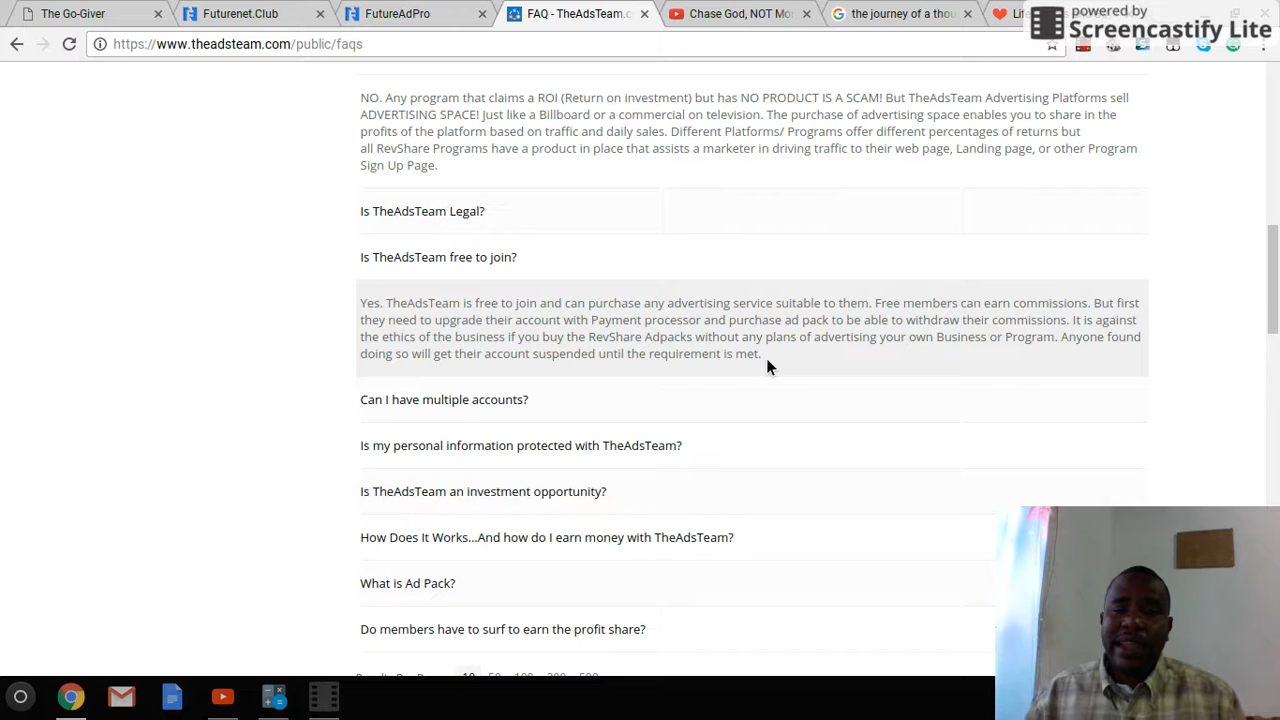 The Go-Giver
Furturenet.Club
FutureAdPro
FAQ - TheAdsTeam.c
Chase God, NOT Mo
the journey of a thou
Life
powered by
Screencastify Lite
https://www.theadsteam.com/public/faqs
NO. Any program that claims a ROI (Return on investment) but has NO PRODUCT IS A SCAM! But TheAdsTeam Advertising Platforms sell
ADVERTISING SPACE! Just like a Billboard or a commercial on television. The purchase of advertising space enables you to share in the
profits of the platform based on traffic and daily sales. Different Platforms/ Programs offer different percentages of returns but
all RevShare Programs have a product in place that assists a marketer in driving traffic to their web page, Landing page, or other Program
Sign Up Page.
Is TheAdsTeam Legal?
Is TheAdsTeam free to join?
Yes. TheAdsTeam is free to join and can purchase any advertising service suitable to them. Free members can earn commissions. But first
they need to upgrade their account with Payment processor and purchase ad pack to be able to withdraw their commissions. It is against
the ethics of the business if you buy the RevShare Adpacks without any plans of advertising your own Business or Program. Anyone found
doing so will get their account suspended until the requirement is met.
Can I have multiple accounts?
Is my personal information protected with TheAdsTeam?
Is TheAdsTeam an investment opportunity?
How Does It Works...And how do I earn money with TheAdsTeam?
What is Ad Pack?
Do members have to surf to earn the profit share?